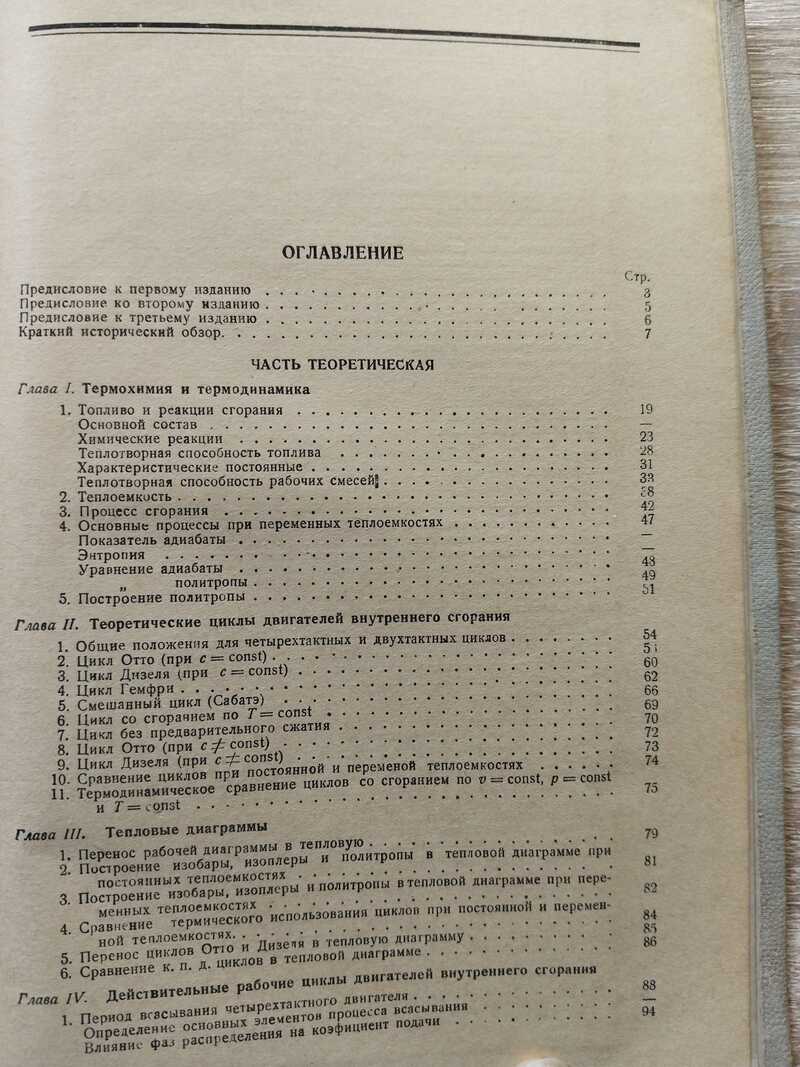 ОГЛАВЛЕНИЕ
Стр.
Предисловие к первому изданию . . . . . . . . . . 3
Предисловие ко второму изданию . . . . . . . . . . 5
Предисловие к третьему изданию . . . . . . . . . . 6
Краткий исторический обзор. . . . . . . . . . . 7
ЧАСТЬ ТЕОРЕТИЧЕСКАЯ
Глава I. Термохимия и термодинамика
1. Топливо и реакции сгорания . . . . . . . . . . 19
Основной состав . . . . . . . . . . —
Химические реакции . . . . . . . . . . 23
Теплотворная способность топлива . . . . . . . . . . 28
Характеристические постоянные . . . . . . . . . . 31
Теплотворная способность рабочих смесей . . . . . . . . . . 33
2. Теплоемкость . . . . . . . . . . 38
3. Процесс сгорания . . . . . . . . . . 42
4. Основные процессы при переменных теплоемкостях . . . . . . . . . . 47
Показатель адиабаты . . . . . . . . . . —
Энтропия . . . . . . . . . . —
Уравнение адиабаты . . . . . . . . . . 48
„ политропы . . . . . . . . . . 49
5. Построение политропы . . . . . . . . . . 51
Глава II. Теоретические циклы двигателей внутреннего сгорания
1. Общие положения для четырехтактных и двухтактных циклов . . . . . . . . 54
2. Цикл Отто (при c = const) . . . . . . . . . .
3. Цикл Дизеля (при c = const) . . . . . . . . . . 60
4. Цикл Гемфри . . . . . . . . . . 62
5. Смешанный цикл (Сабатэ) . . . . . . . . . . 66
6. Цикл со сгоранием по T = const . . . . . . . . . . 69
7. Цикл без предварительного сжатия . . . . . . . . . . 70
8. Цикл Отто (при c ≠ const) . . . . . . . . . . 72
9. Цикл Дизеля (при c ≠ const) . . . . . . . . . . 73
10. Сравнение циклов при постоянной и переменой теплоемкостях . . . . . . 74
11. Термодинамическое сравнение циклов со сгоранием по v = const, p = const
и T = const . . . . . . . . . . 75
Глава III. Тепловые диаграммы
1. Перенос рабочей диаграммы в тепловую . . . . . . . . . . 79
2. Построение изобары, изоплеры и политропы в тепловой диаграмме при
постоянных теплоемкостях . . . . . . . . . . 81
3. Построение изобары, изоплеры и политропы в тепловой диаграмме при пере-
менных теплоемкостях . . . . . . . . . . 82
4. Сравнение термического использования циклов при постоянной и перемен-
ной теплоемкостях. . . . . . . . . . . 84
5. Перенос циклов Отто и Дизеля в тепловую диаграмму . . . . . . . . . . 85
6. Сравнение к. п. д. циклов в тепловой диаграмме . . . . . . . . . . 86
Глава IV. Действительные рабочие циклы двигателей внутреннего сгорания
1. Период всасывания четырехтактного двигателя . . . . . . . . . . 88
Определение основных элементов процесса всасывания . . . . . . . . . . —
Влияние фаз распределения на коэфициент подачи . . . . . . . . . . 94